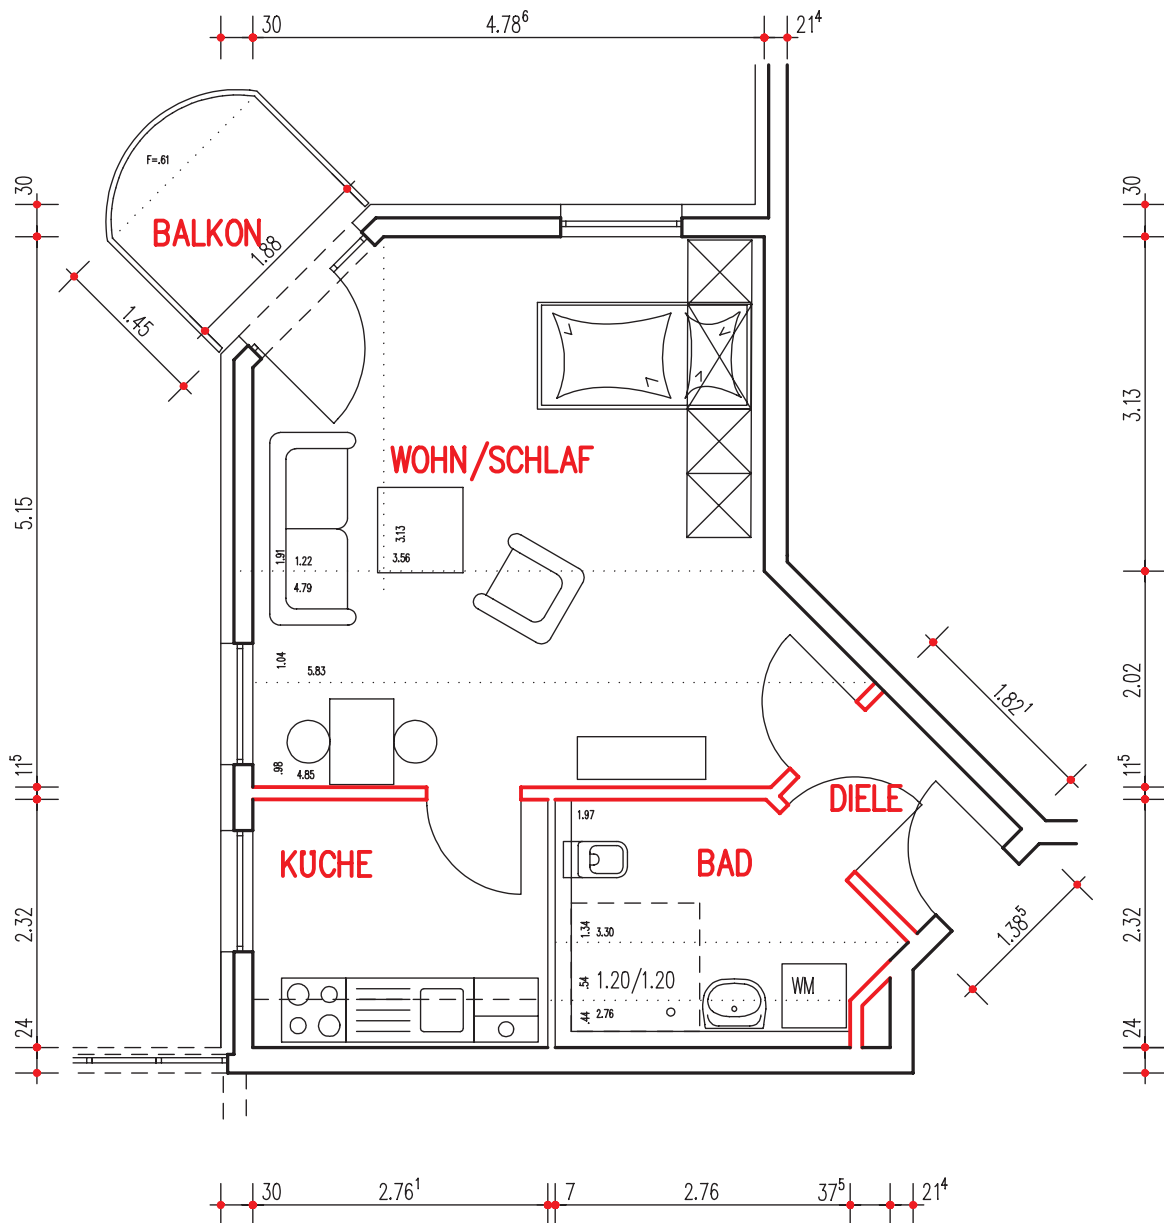 30 4.78⁶ 21⁴
F=.61
30 BALKON 1.88 30
1.45
WOHN/SCHLAF
3.13
5.15
1.91 1.22 3.13
3.56
4.79
1.04 5.83
1.82¹ 2.02
.98 4.85
11⁵ DIELE 11⁵
1.97
KÜCHE BAD
2.32 1.34 3.30 1.38⁵ 2.32
.54 1.20/1.20 WM
.44 2.76
24 24
30 2.76¹ 7 2.76 37⁵ 21⁴